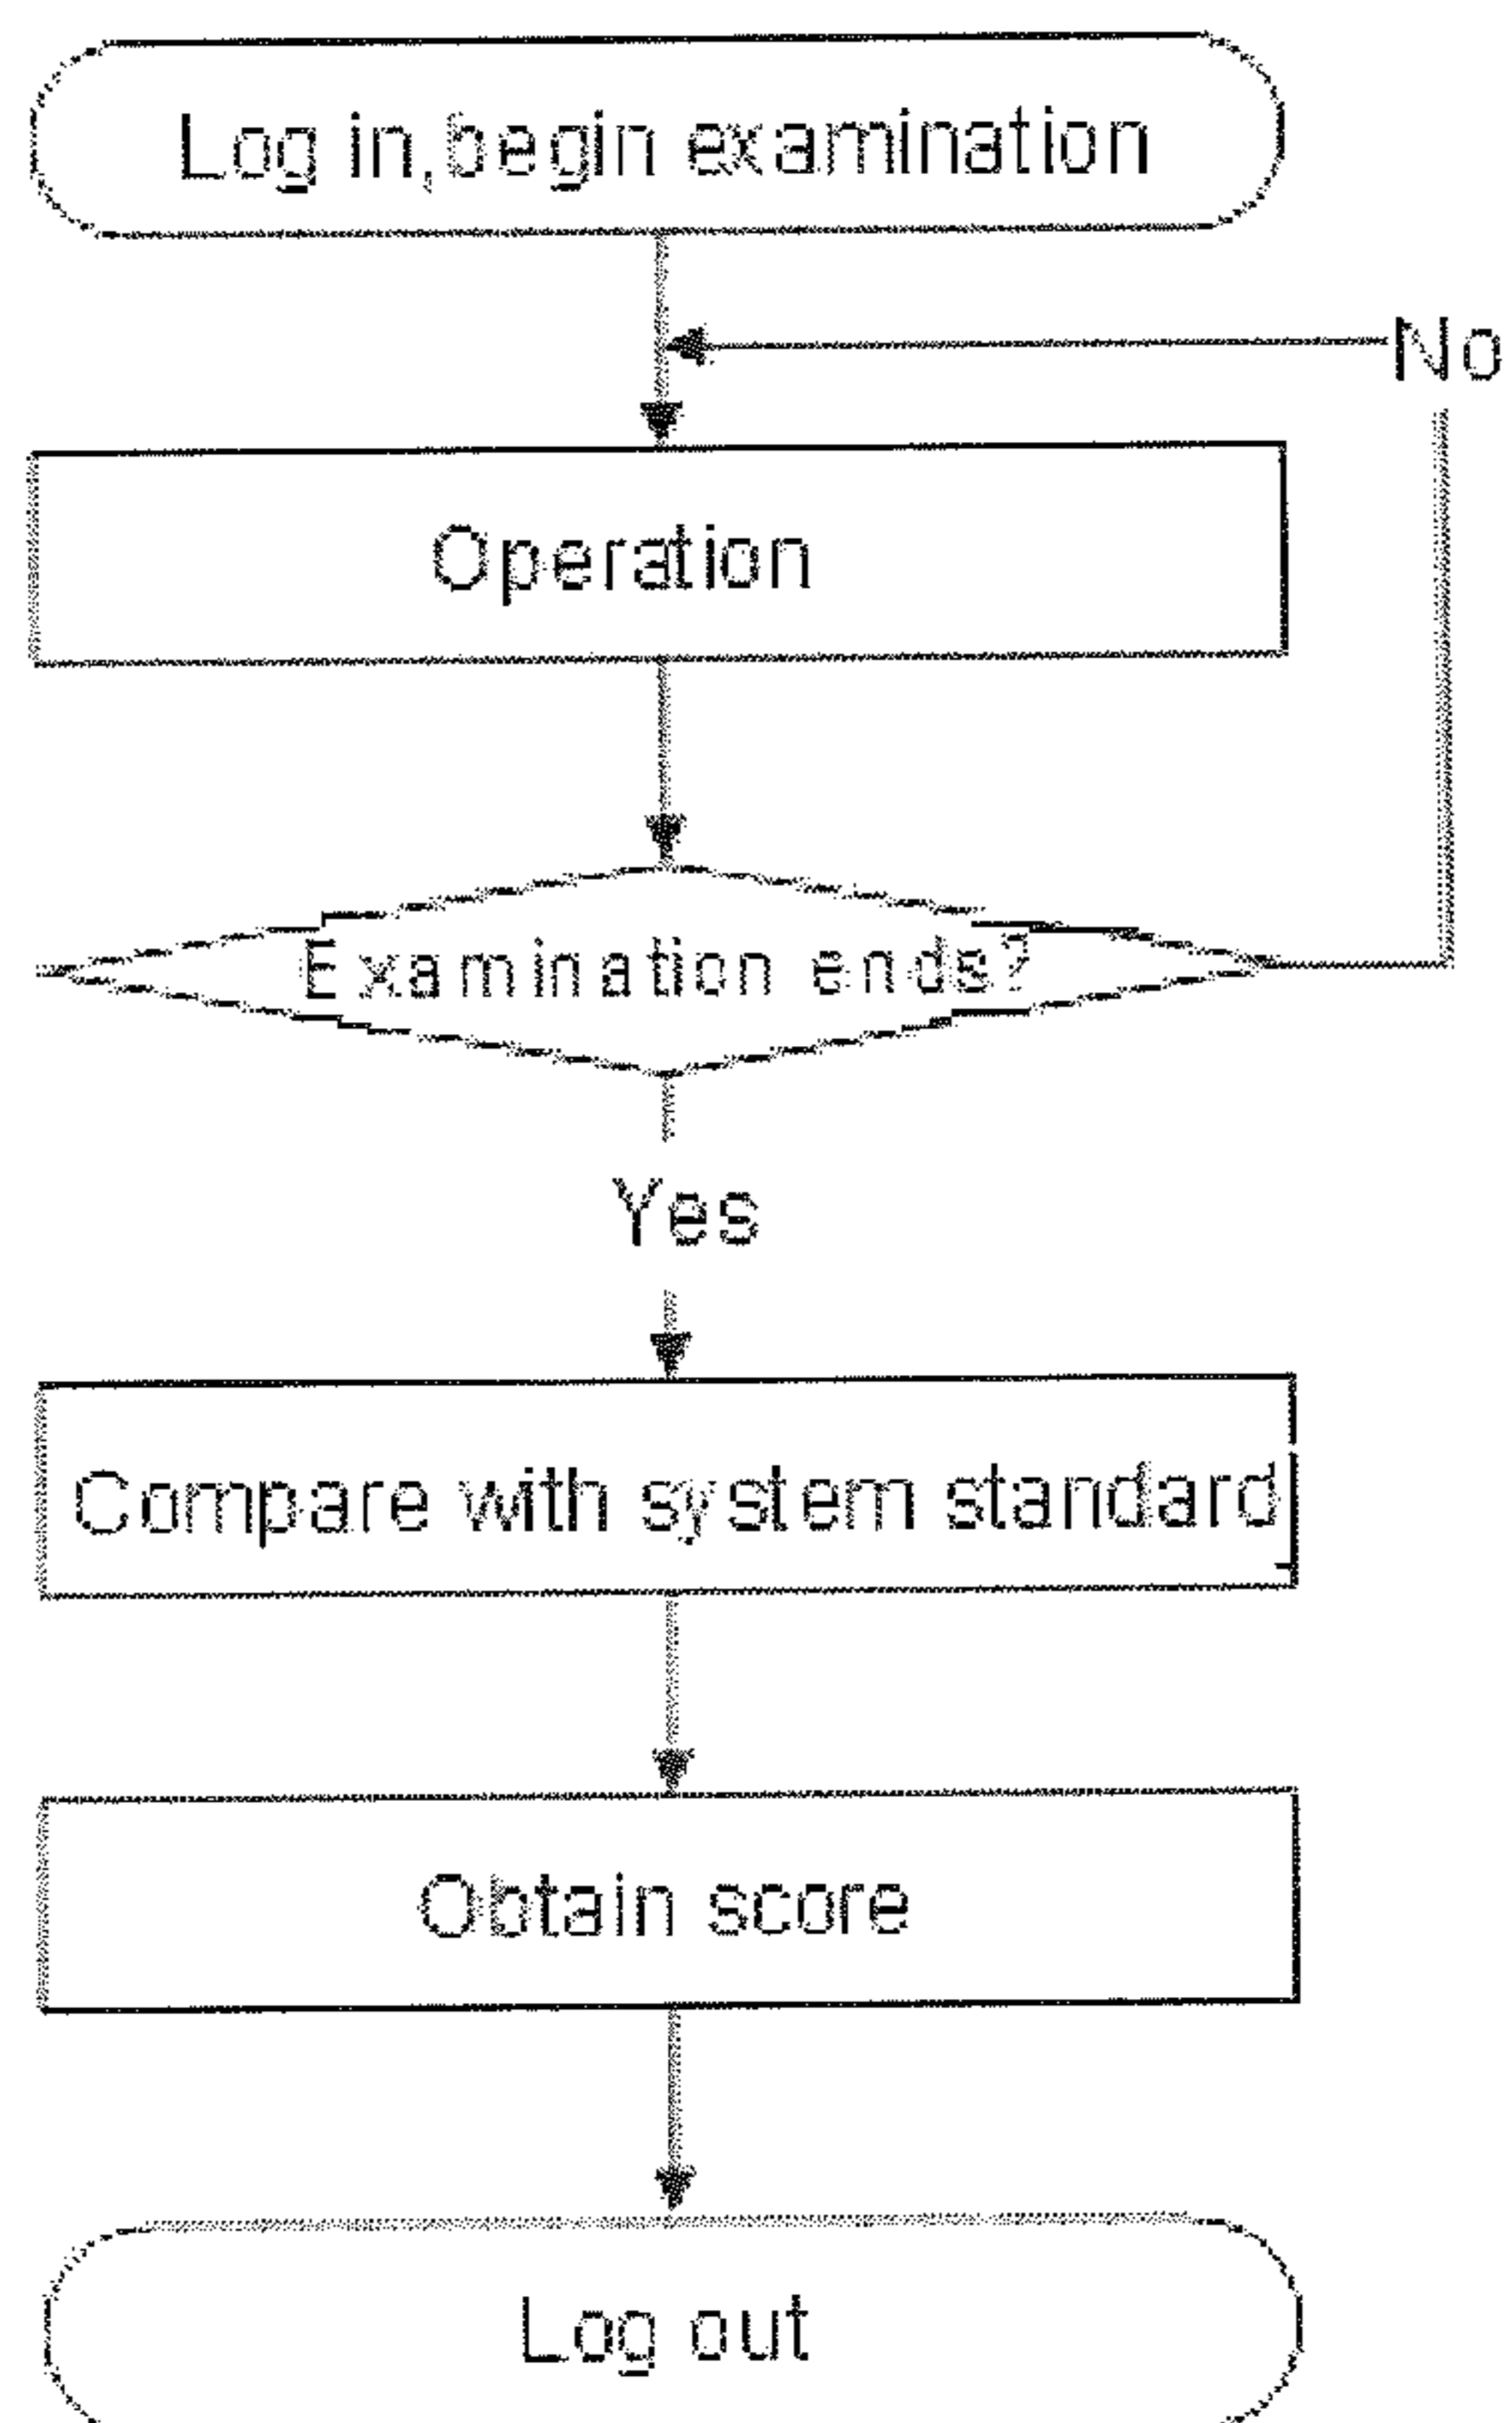 Log in,begin examination
No
Operation
Examination ends?
Yes
Compare with system standard
Obtain score
Log out